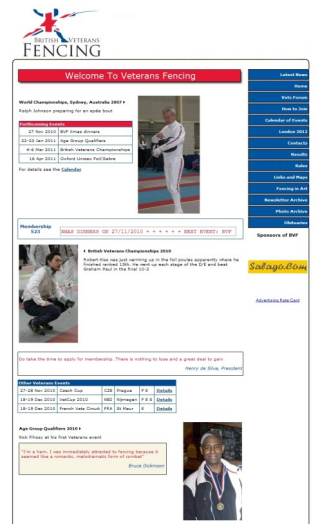 BRITISH VETERANS
FENCING
Welcome To Veterans Fencing
World Championships, Sydney, Australia 2007
Ralph Johnson preparing for an epée bout
Forthcoming Events
27 Nov 2010 BVF Xmas dinners
22-23 Jan 2011 Age Group Qualifiers
4-6 Mar 2011 British Veterans Championships
16 Apr 2011 Oxford Unisex Foil/Sabre
For details see the Calendar
Membership
523
XMAS DINNERS ON 27/11/2010 + + + + + + NEXT EVENT: BVF
British Veterans Championships 2010
Robert Kiss was just warming up in the foil poules apparently where he
finished ranked 13th. He went up each stage of the D/E and beat
Graham Paul in the final 10-3
Do take the time to apply for membership. There is nothing to lose and a great deal to gain
Henry de Silva, President
Other Veterans Events
27-28 Nov 2010 Czech Cup CZE Prague F E Details
18-19 Dec 2010 VetCup 2010 NED Nijmegen F E S Details
18-19 Dec 2010 French Vets Circuit FRA St Maur S Details
Age Group Qualifiers 2010
Nick Fihosy at his first Veterans event
"I'm a ham. I was immediately attracted to fencing because it
seemed like a romantic, melodramatic form of combat"
Bruce Dickinson
Latest News
Home
Vets Forum
How to Join
Calendar of Events
London 2013
Contacts
Results
Rules
Links and Maps
Fencing in Art
Newsletter Archive
Photo Archive
Obituaries
Sponsors of BVF
Salago.Com
Advertising Rate Card